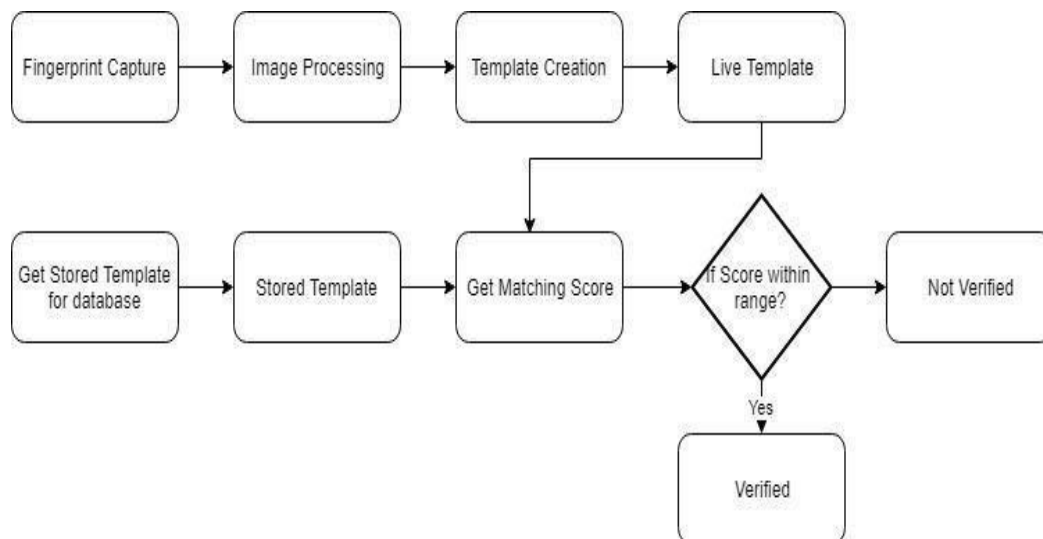 Fingerprint Capture
Image Processing
Template Creation
Live Template
Get Stored Template
for database
Stored Template
Get Matching Score
If Score within
range?
Not Verified
Yes
Verified